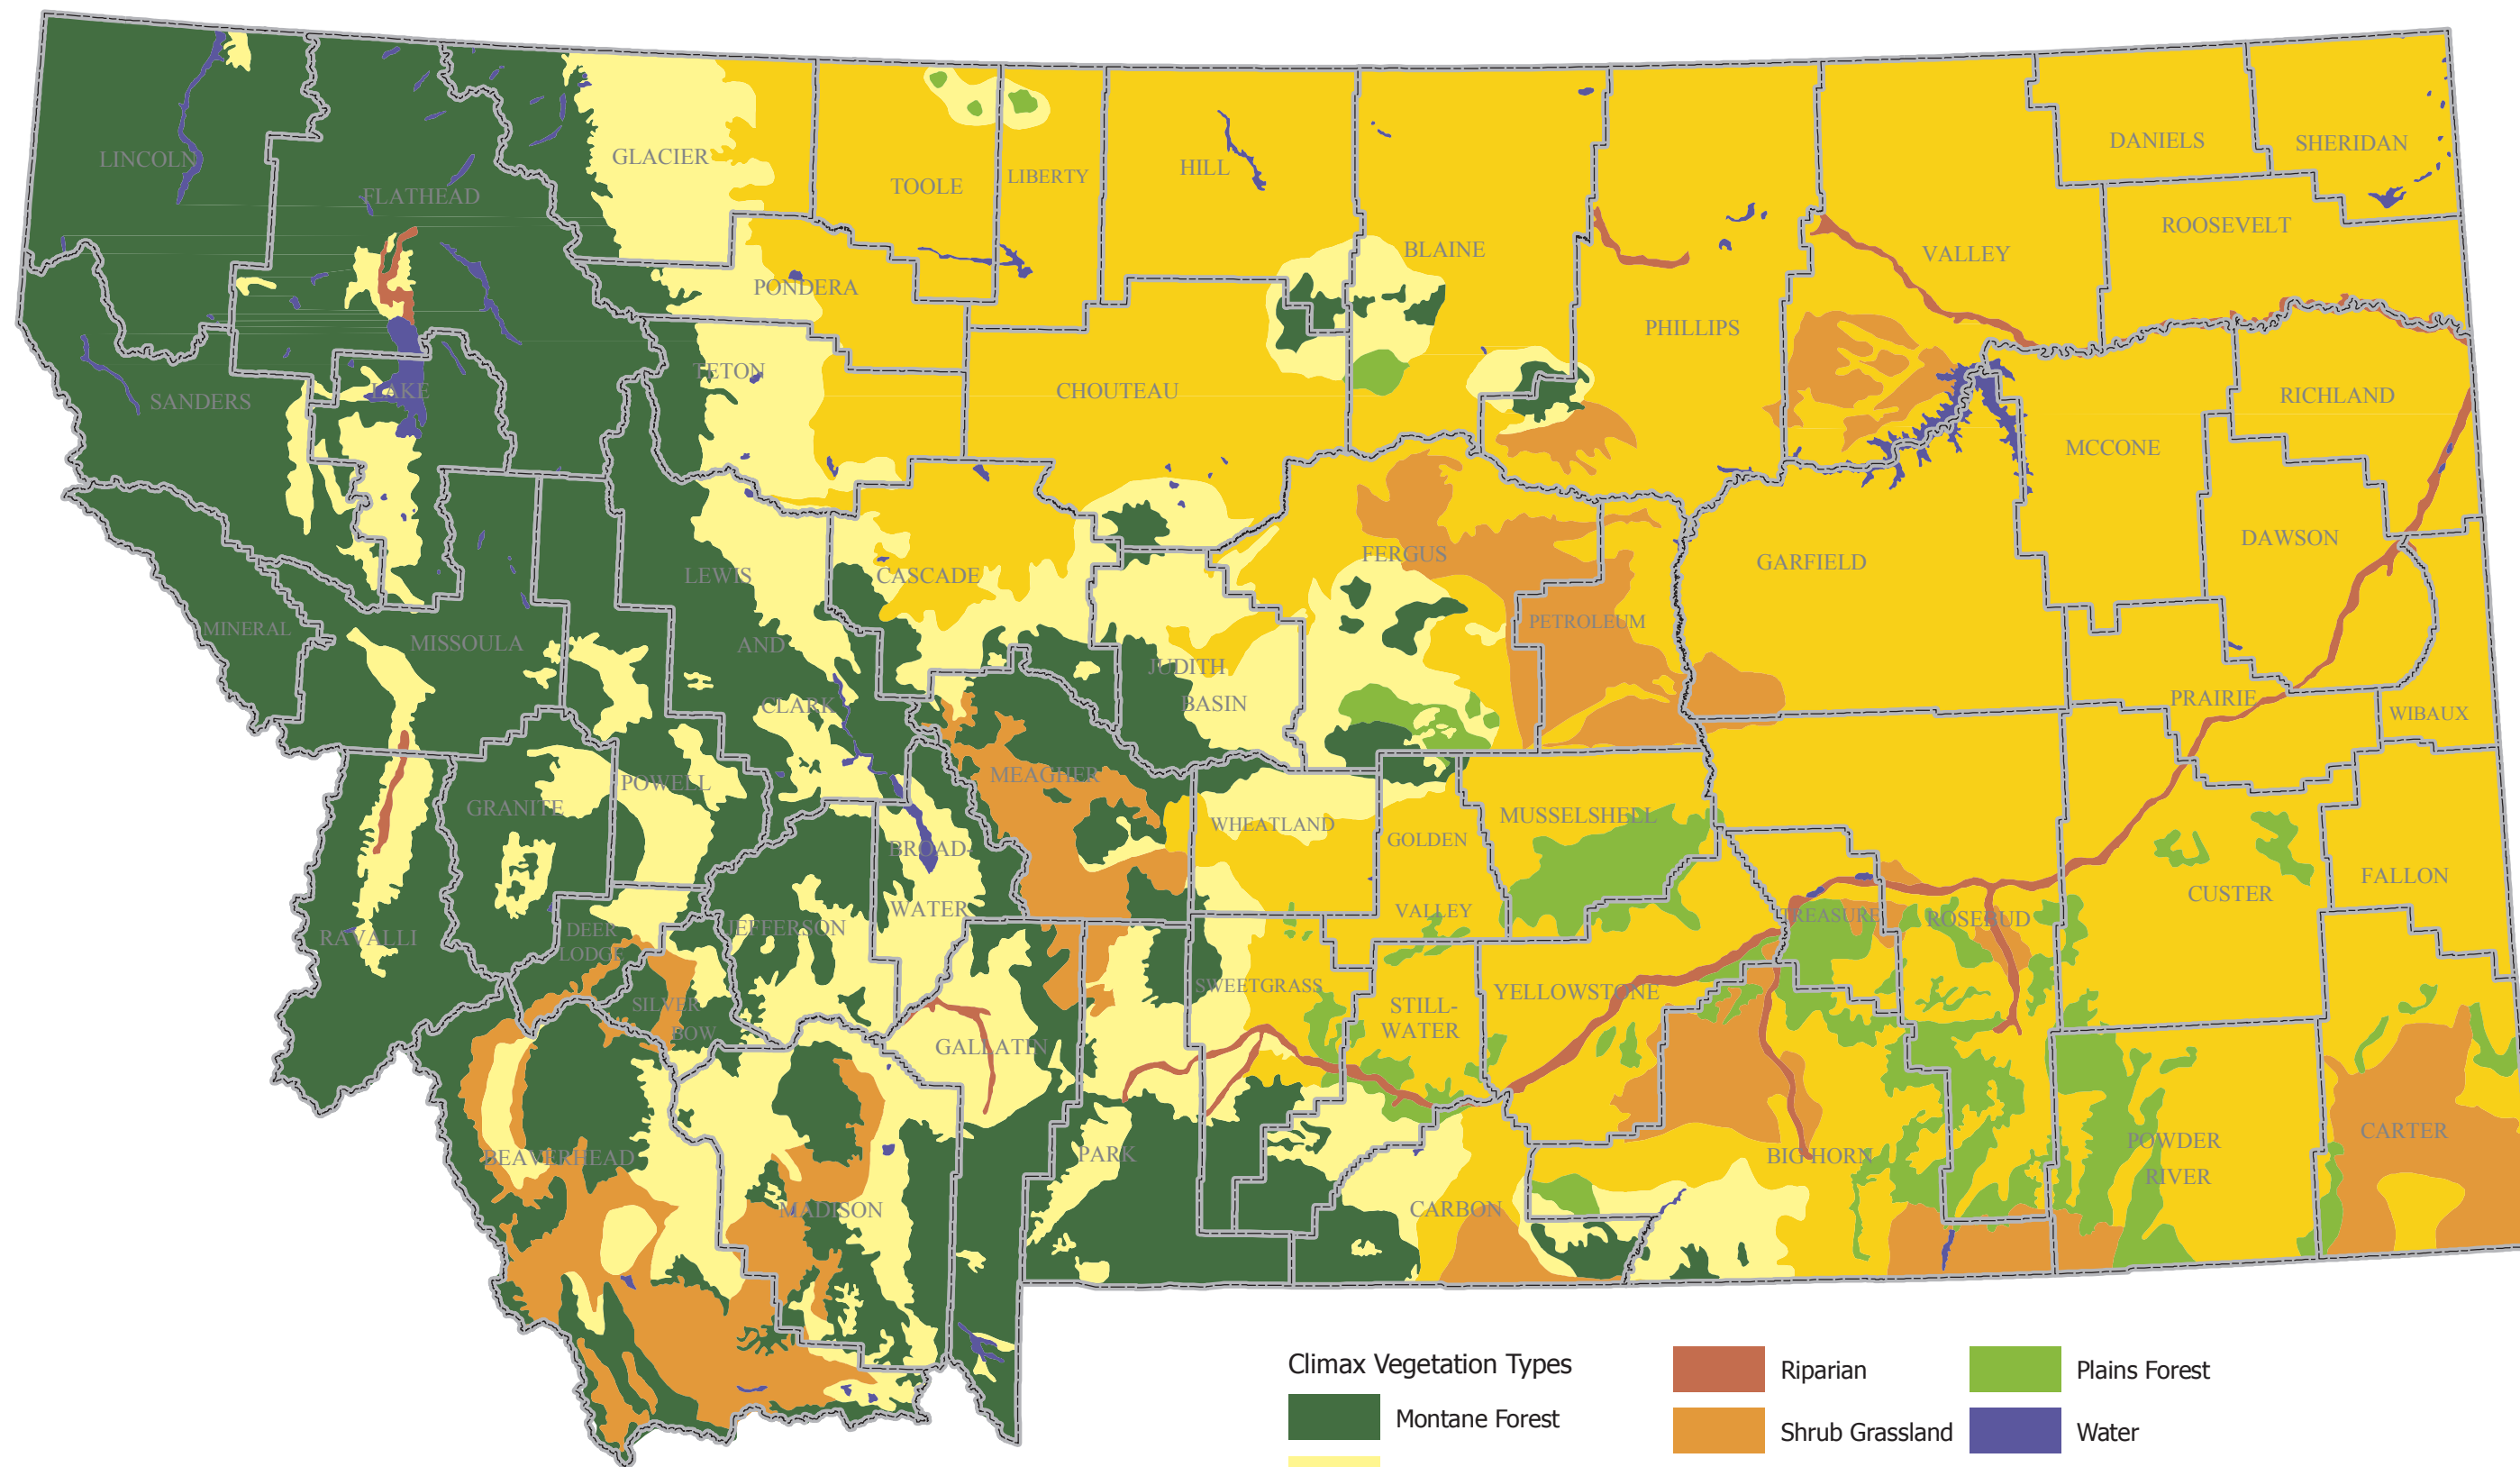 LINCOLN
FLATHEAD
GLACIER
TOOLE
LIBERTY
HILL
BLAINE
PHILLIPS
VALLEY
DANIELS
SHERIDAN
ROOSEVELT
PONDERA
TETON
CHOUTEAU
SANDERS
LAKE
RICHLAND
MCCONE
DAWSON
GARFIELD
FERGUS
PETROLEUM
CASCADE
LEWIS
AND
CLARK
MINERAL
MISSOULA
JUDITH
BASIN
PRAIRIE
WIBAUX
POWELL
GRANITE
MEAGHER
WHEATLAND
GOLDEN
VALLEY
MUSSELSHELL
BROAD-
WATER
RAVALLI
DEER
LODGE
JEFFERSON
SILVER
BOW
SWEETGRASS
STILL-
WATER
YELLOWSTONE
TREASURE
ROSEBUD
CUSTER
FALLON
GALLATIN
PARK
BEAVERHEAD
MADISON
CARBON
BIG HORN
POWDER
RIVER
CARTER
Climax Vegetation Types
Montane Forest
Riparian
Shrub Grassland
Plains Forest
Water